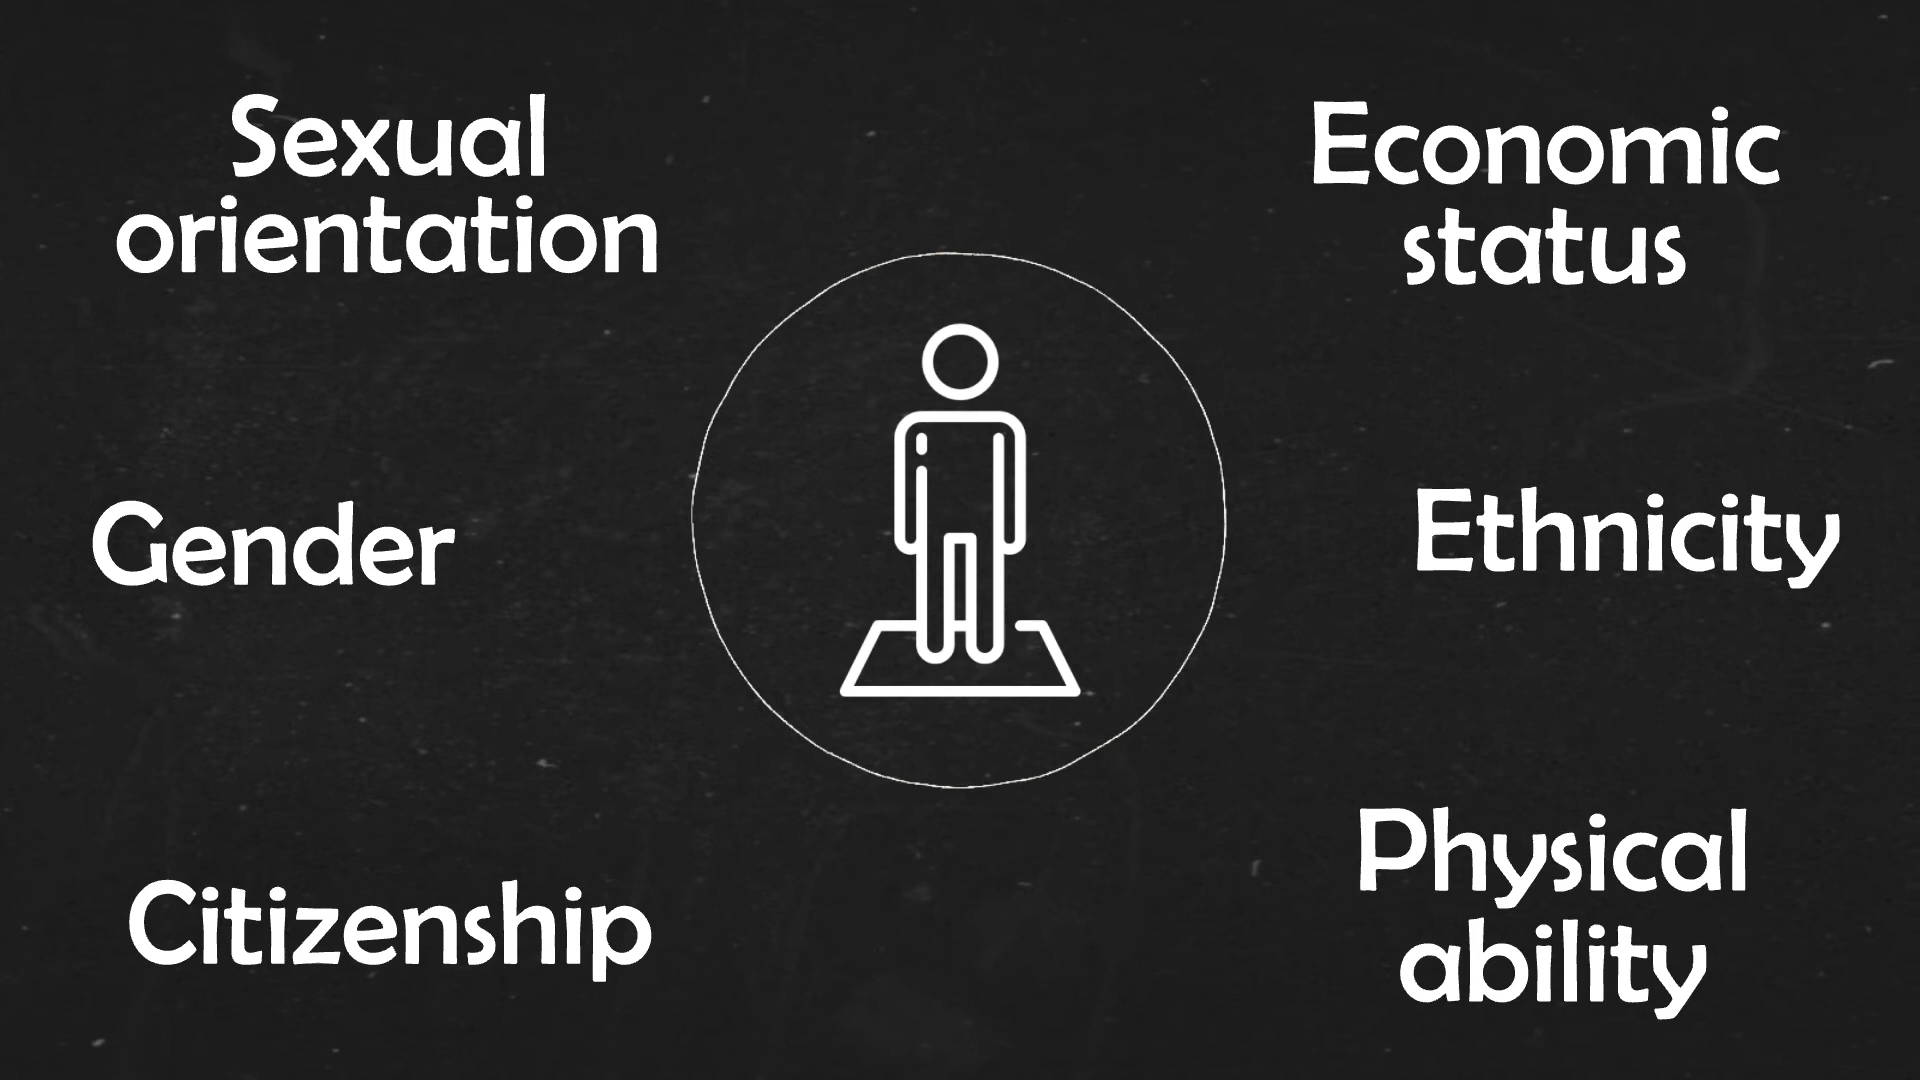 Sexual
orientation
Economic
status
Gender
Ethnicity
Citizenship
Physical
ability